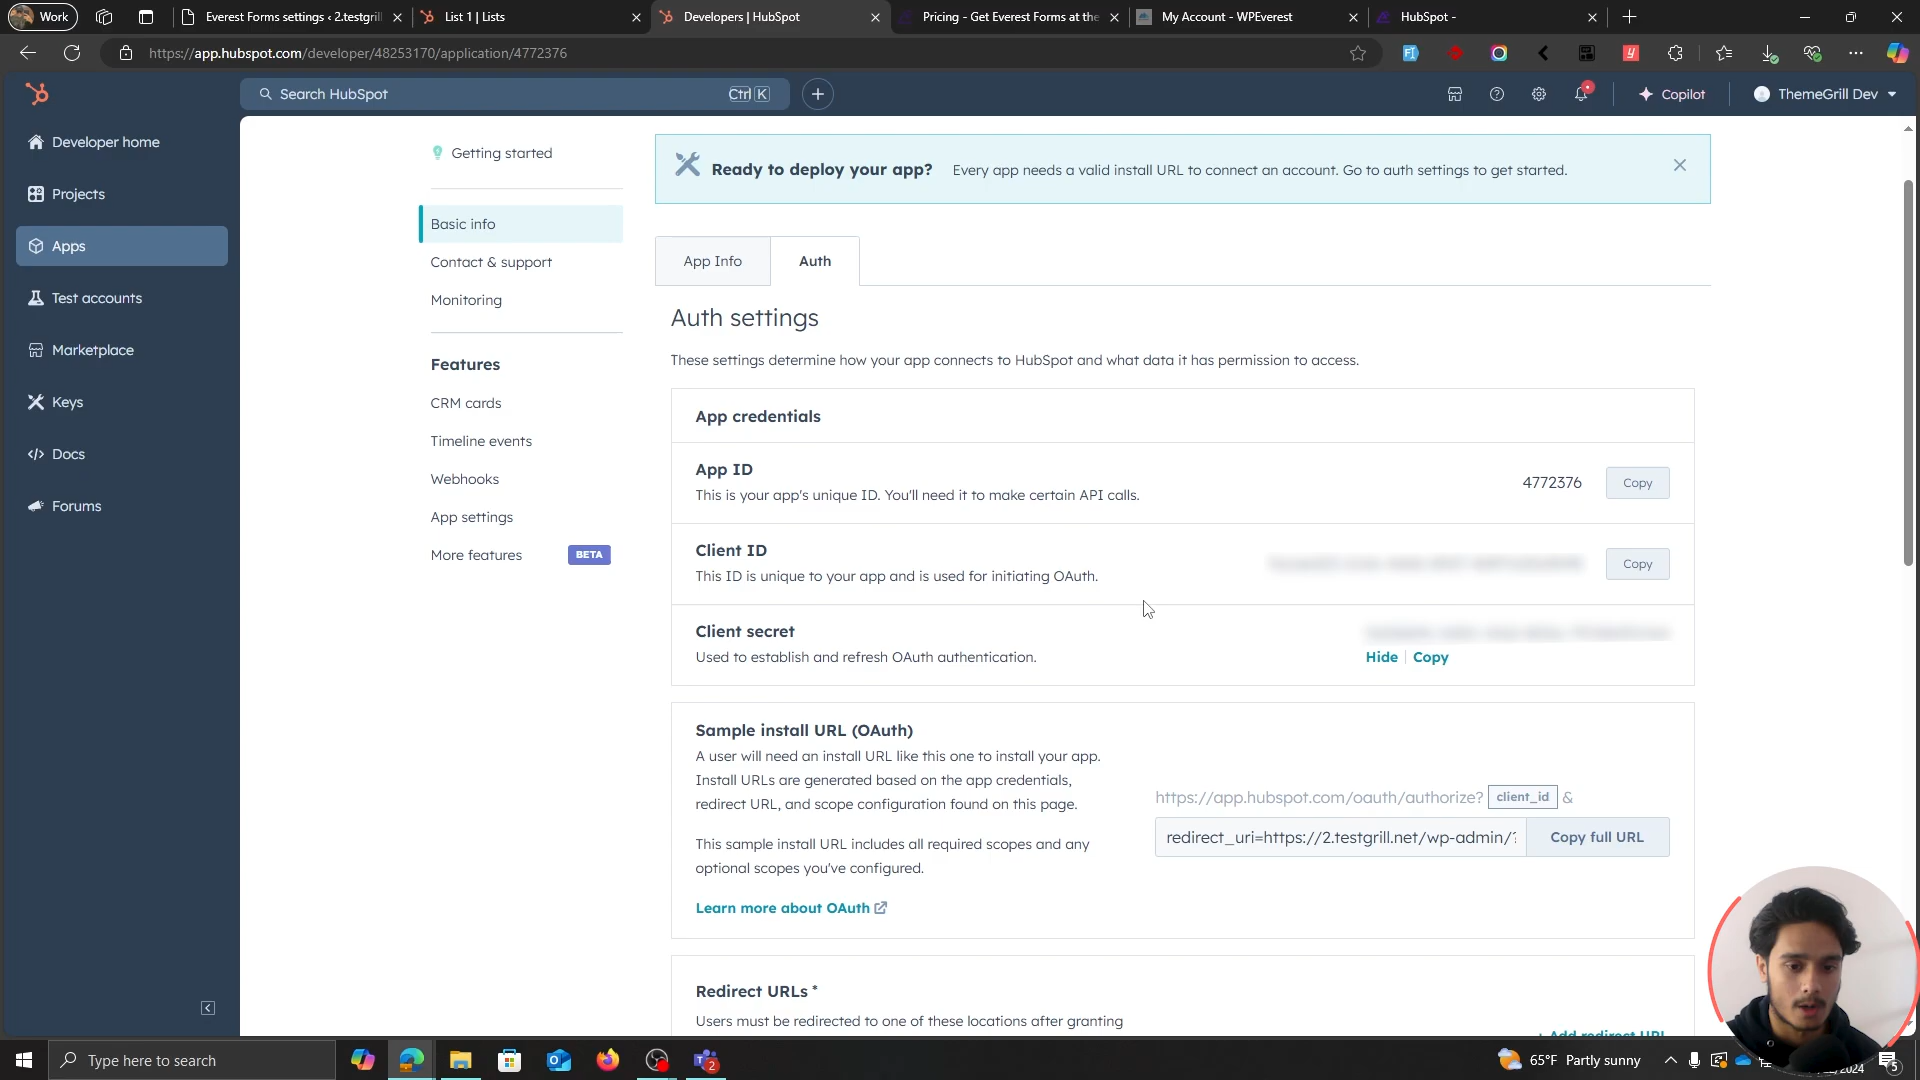 Work
Everest Forms settings ‹ 2.testgrill
List 1 | Lists
Developers | HubSpot
Pricing - Get Everest Forms at the
My Account - WPEverest
HubSpot -
https://app.hubspot.com/developer/48253170/application/4772376
Search HubSpot
Ctrl K
Copilot
ThemeGrill Dev
Developer home
Projects
Apps
Test accounts
Marketplace
Keys
Docs
Forums
Getting started
Basic info
Contact & support
Monitoring
Features
CRM cards
Timeline events
Webhooks
App settings
More features BETA
Ready to deploy your app? Every app needs a valid install URL to connect an account. Go to auth settings to get started.
App Info
Auth
Auth settings
These settings determine how your app connects to HubSpot and what data it has permission to access.
App credentials
App ID
This is your app's unique ID. You'll need it to make certain API calls.
4772376
Copy
Client ID
This ID is unique to your app and is used for initiating OAuth.
Copy
Client secret
Used to establish and refresh OAuth authentication.
Hide
Copy
Sample install URL (OAuth)
A user will need an install URL like this one to install your app.
Install URLs are generated based on the app credentials,
redirect URL, and scope configuration found on this page.
This sample install URL includes all required scopes and any
optional scopes you've configured.
Learn more about OAuth
https://app.hubspot.com/oauth/authorize? client_id &
redirect_uri=https://2.testgrill.net/wp-admin/?
Copy full URL
Redirect URLs *
Users must be redirected to one of these locations after granting
+ Add redirect URL
Type here to search
2
65°F Partly sunny
/2024
5